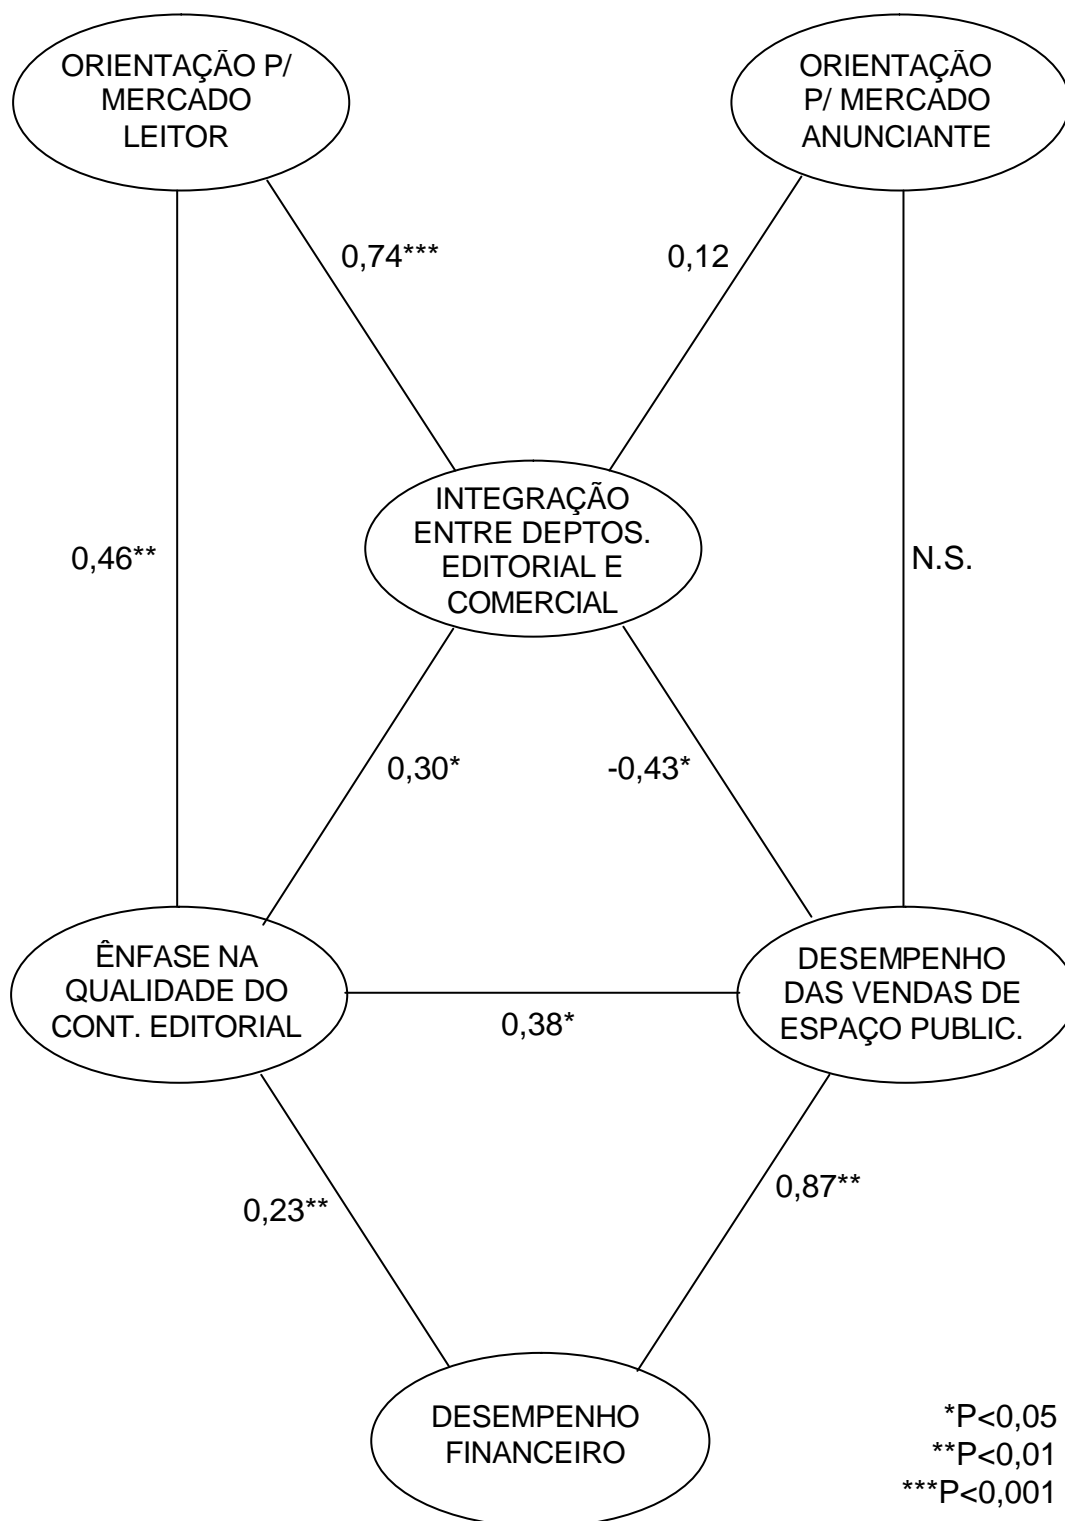 ORIENTAÇÃO P/
MERCADO
LEITOR
ORIENTAÇÃO
P/ MERCADO
ANUNCIANTE
0,74***
0,12
INTEGRAÇÃO
ENTRE DEPTOS.
EDITORIAL E
COMERCIAL
0,46**
N.S.
0,30*
-0,43*
ÊNFASE NA
QUALIDADE DO
CONT. EDITORIAL
0,38*
DESEMPENHO
DAS VENDAS DE
ESPAÇO PUBLIC.
0,23**
0,87**
DESEMPENHO
FINANCEIRO
*P<0,05
**P<0,01
***P<0,001